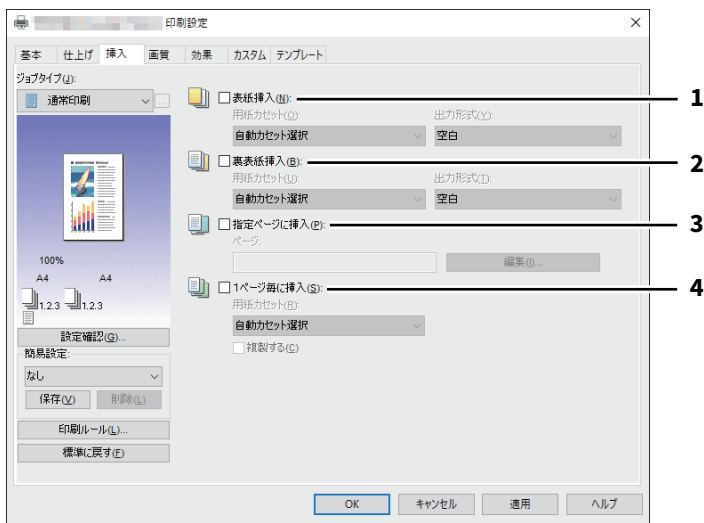 印刷設定
基本 仕上げ 挿入 画質 効果 カスタム テンプレート
ジョブタイプ(J):
通常印刷
...
100%
A4 A4
1.2.3 1.2.3
設定確認(G)...
簡易設定:
なし
保存(V) 削除(L)
印刷ルール(L)...
標準に戻す(F)
表紙挿入(N): 1
用紙カセット(O): 出力形式(Y):
自動カセット選択 空白
裏表紙挿入(B): 2
用紙カセット(U): 出力形式(T):
自動カセット選択 空白
指定ページに挿入(P): 3
ページ:
編集(I)...
1ページ毎に挿入(S): 4
用紙カセット(R):
自動カセット選択
複製する(C)
OK キャンセル 適用 ヘルプ